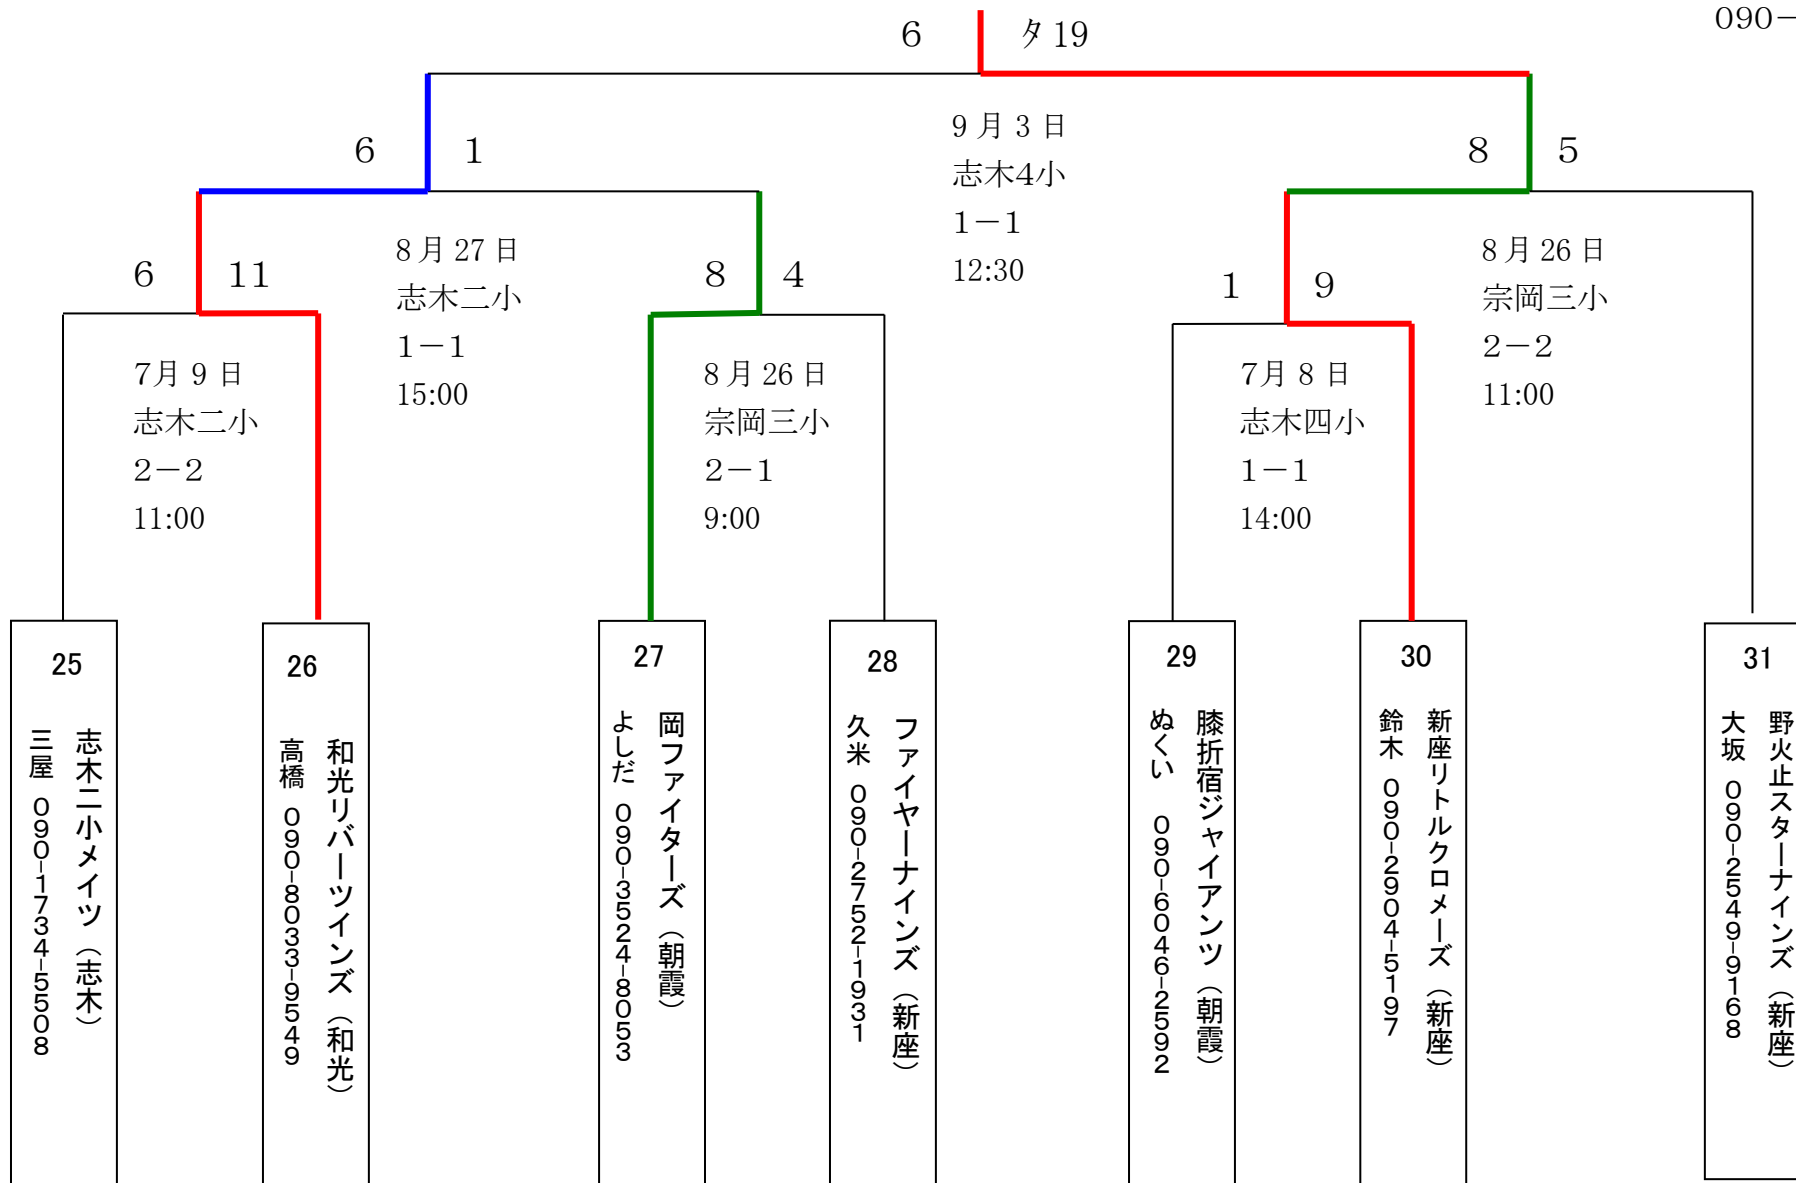 090－
6 タ19
9月3日
志木4小
1－1
12:30
6 1
8 5
8月27日
志木二小
1－1
15:00
8月26日
宗岡三小
2－2
11:00
6 11
8 4
1 9
7月9日
志木二小
2－2
11:00
8月26日
宗岡三小
2－1
9:00
7月8日
志木四小
1－1
14:00
25
志木二小メイツ（志木）
三屋 090-1734-5508
26
和光リバーツインズ（和光）
高橋 090-8033-9549
27
岡ファイターズ（朝霞）
よしだ 090-3524-8053
28
ファイヤーナインズ（新座）
久米 090-2752-1931
29
膝折宿ジャイアンツ（朝霞）
ぬくい 090-6046-2592
30
新座リトルクロメーズ（新座）
鈴木 090-2904-5197
31
野火止スターナインズ（新座）
大坂 090-2549-9168